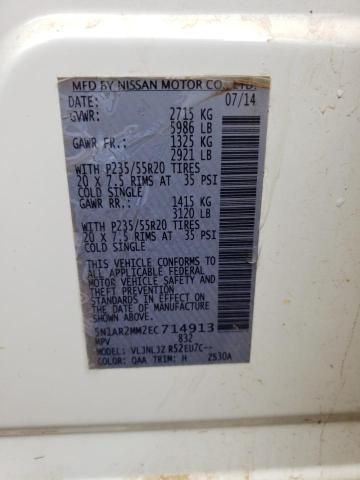 MFD BY NISSAN MOTOR CO., LTD.
DATE: 07/14
GVWR: 2715 KG
5986 LB
GAWR FR.: 1325 KG
2921 LB
WITH P235/55R20 TIRES
20 X 7.5 RIMS AT 35 PSI
COLD SINGLE
GAWR RR.: 1415 KG
3120 LB
WITH P235/55R20 TIRES
20 X 7.5 RIMS AT 35 PSI
COLD SINGLE
THIS VEHICLE CONFORMS TO ALL
APPLICABLE FEDERAL
MOTOR VEHICLE SAFETY
AND THEFT PREVENTION
STANDARDS IN EFFECT ON THE
DATE OF MANUFACTURE
SHOWN ABOVE.
5N1AR2MM2EC714913
MPV 832
MODEL: VLJNLJZ R52EU7C--
COLOR: QAA TRIM: H 2530A